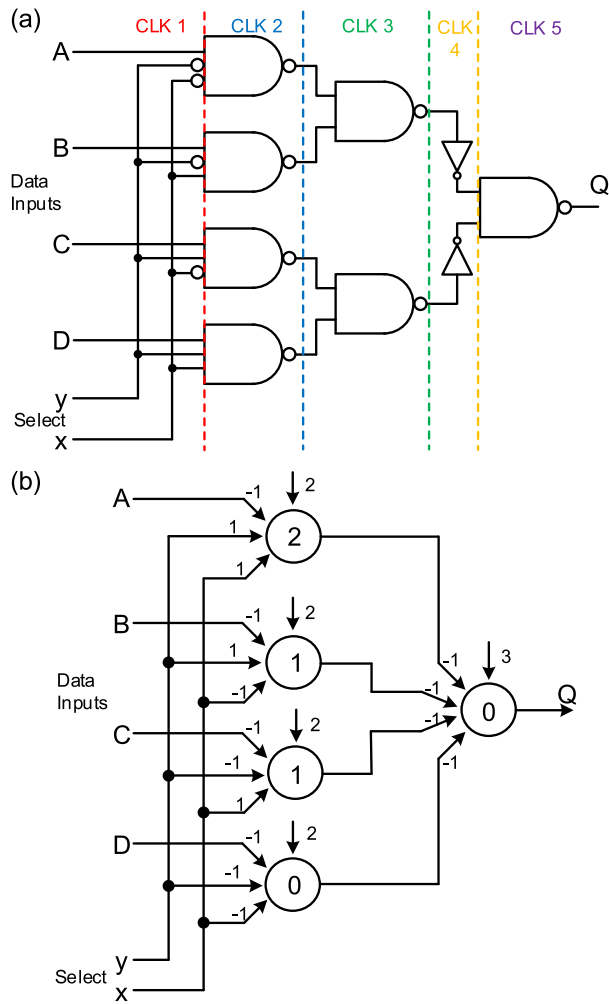 (a)
CLK 1
CLK 2
CLK 3
CLK
4
CLK 5
A
B
Data
Inputs
C
D
y
Select
x
Q
(b)
A
-1
2
1
2
1
B
-1
2
1
1
-1
Data
Inputs
C
-1
2
-1
1
1
D
-1
2
-1
0
-1
-1
-1
-1
-1
3
0
Q
y
Select
x